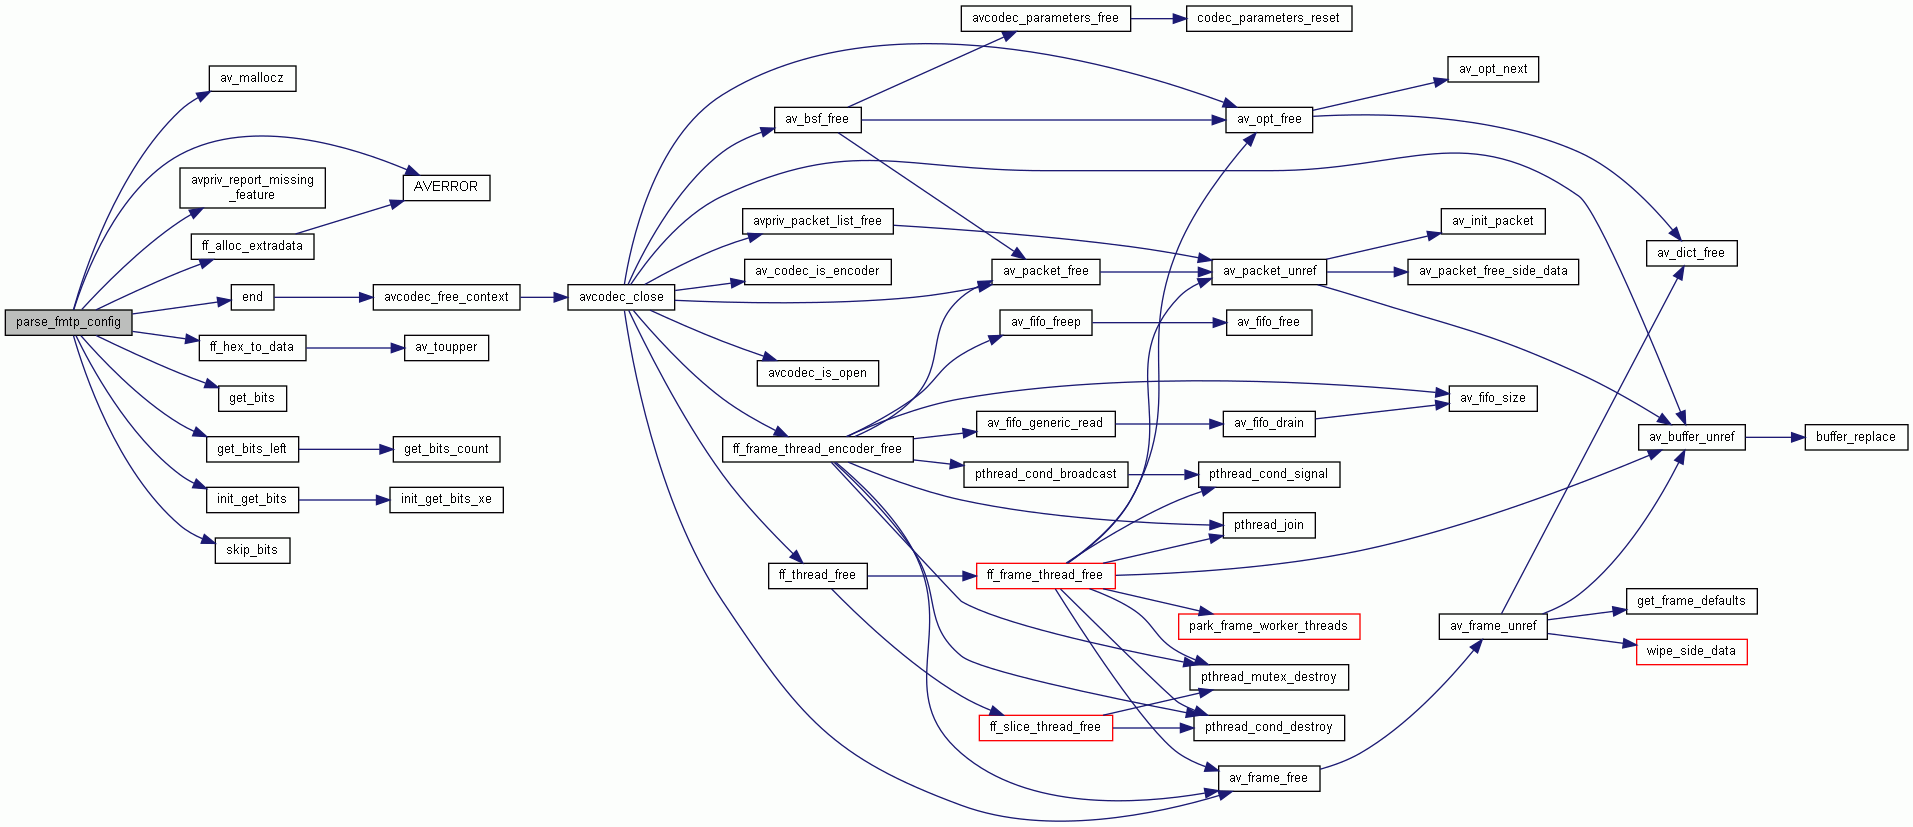 parse_fmtp_config
av_mallocz
avpriv_report_missing
_feature
ff_alloc_extradata
end
ff_hex_to_data
get_bits
get_bits_left
init_get_bits
skip_bits
AVERROR
avcodec_free_context
av_toupper
get_bits_count
init_get_bits_xe
avcodec_close
av_bsf_free
avpriv_packet_list_free
av_codec_is_encoder
avcodec_is_open
ff_frame_thread_encoder_free
ff_thread_free
avcodec_parameters_free
av_packet_free
av_fifo_freep
av_fifo_generic_read
pthread_cond_broadcast
ff_frame_thread_free
ff_slice_thread_free
codec_parameters_reset
av_opt_free
av_packet_unref
av_fifo_free
av_fifo_drain
pthread_cond_signal
pthread_join
park_frame_worker_threads
pthread_mutex_destroy
pthread_cond_destroy
av_frame_free
av_opt_next
av_init_packet
av_packet_free_side_data
av_fifo_size
av_frame_unref
av_dict_free
av_buffer_unref
get_frame_defaults
wipe_side_data
buffer_replace